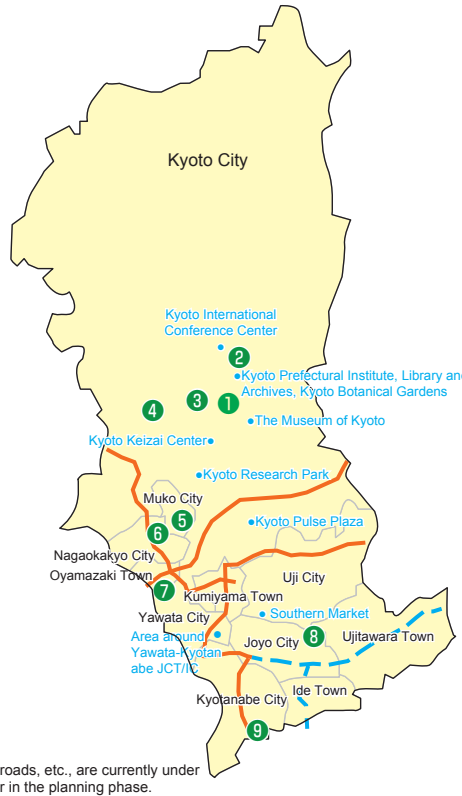 Kyoto City
Kyoto International
Conference Center
2
Kyoto Prefectural Institute, Library and
Archives, Kyoto Botanical Gardens
3
1
4
The Museum of Kyoto
Kyoto Keizai Center
Kyoto Research Park
Muko City
5
Kyoto Pulse Plaza
6
Nagaokakyo City
Oyamazaki Town
Uji City
7
Kumiyama Town
Yawata City
Southern Market
Area around
Yawata-Kyotan
abe JCT/IC
Joyo City
8
Ujitawara Town
Ide Town
Kyotanabe City
9
roads, etc., are currently under
r in the planning phase.